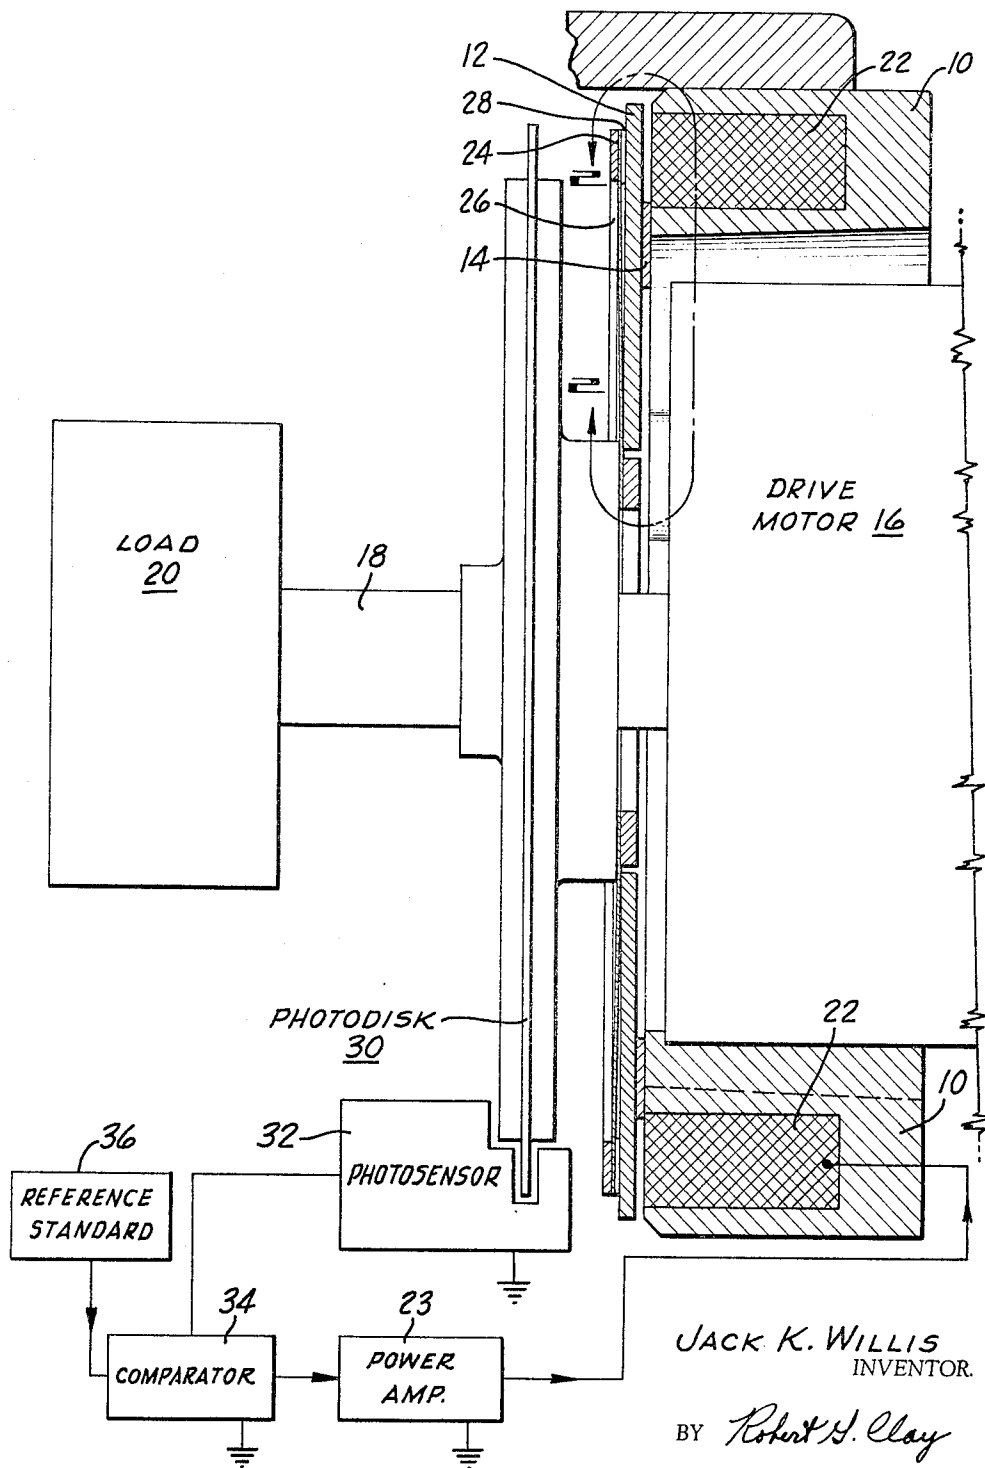 12
28
24
26
14
22
10
DRIVE
MOTOR 16
LOAD
20
18
PHOTODISK
30
22
10
32
PHOTOSENSOR
36
REFERENCE
STANDARD
34
COMPARATOR
23
POWER
AMP.
JACK K. WILLIS
INVENTOR.
BY Robert G. Clay